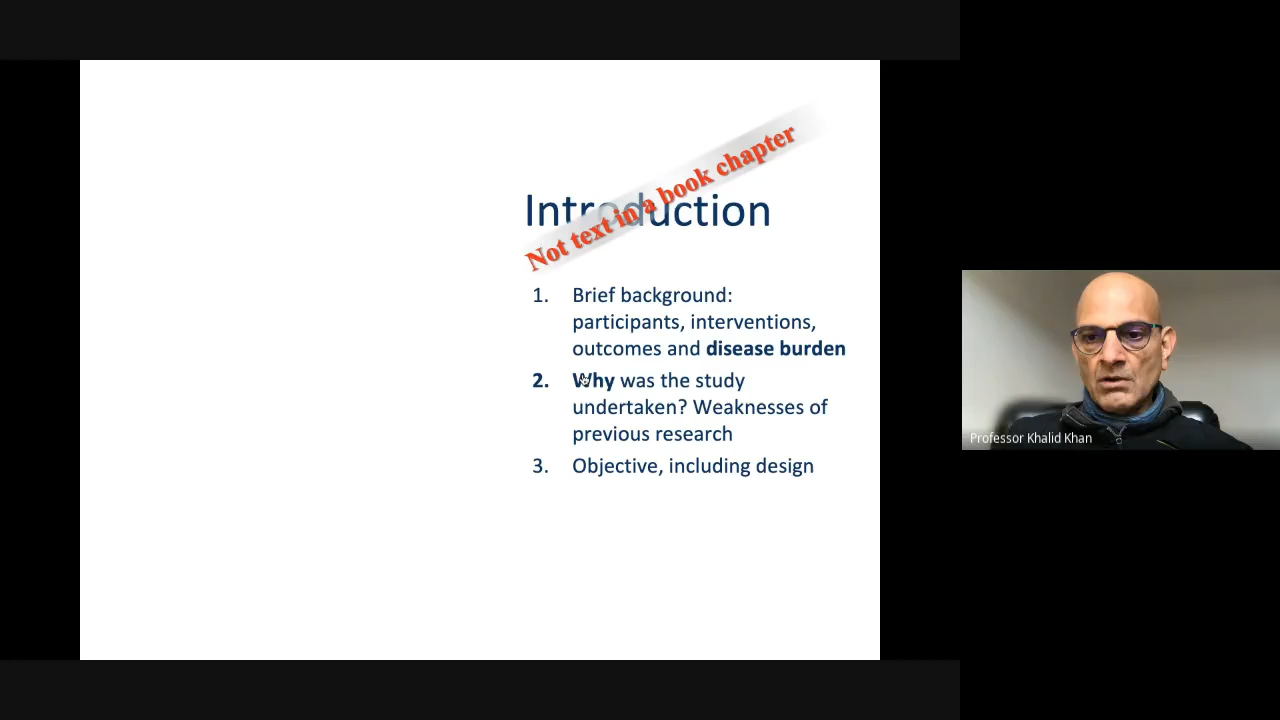 Not text in a book chapter
Introduction
1. Brief background:
participants, interventions,
outcomes and disease burden
2. Why was the study
undertaken? Weaknesses of
previous research
3. Objective, including design
Professor Khalid Khan